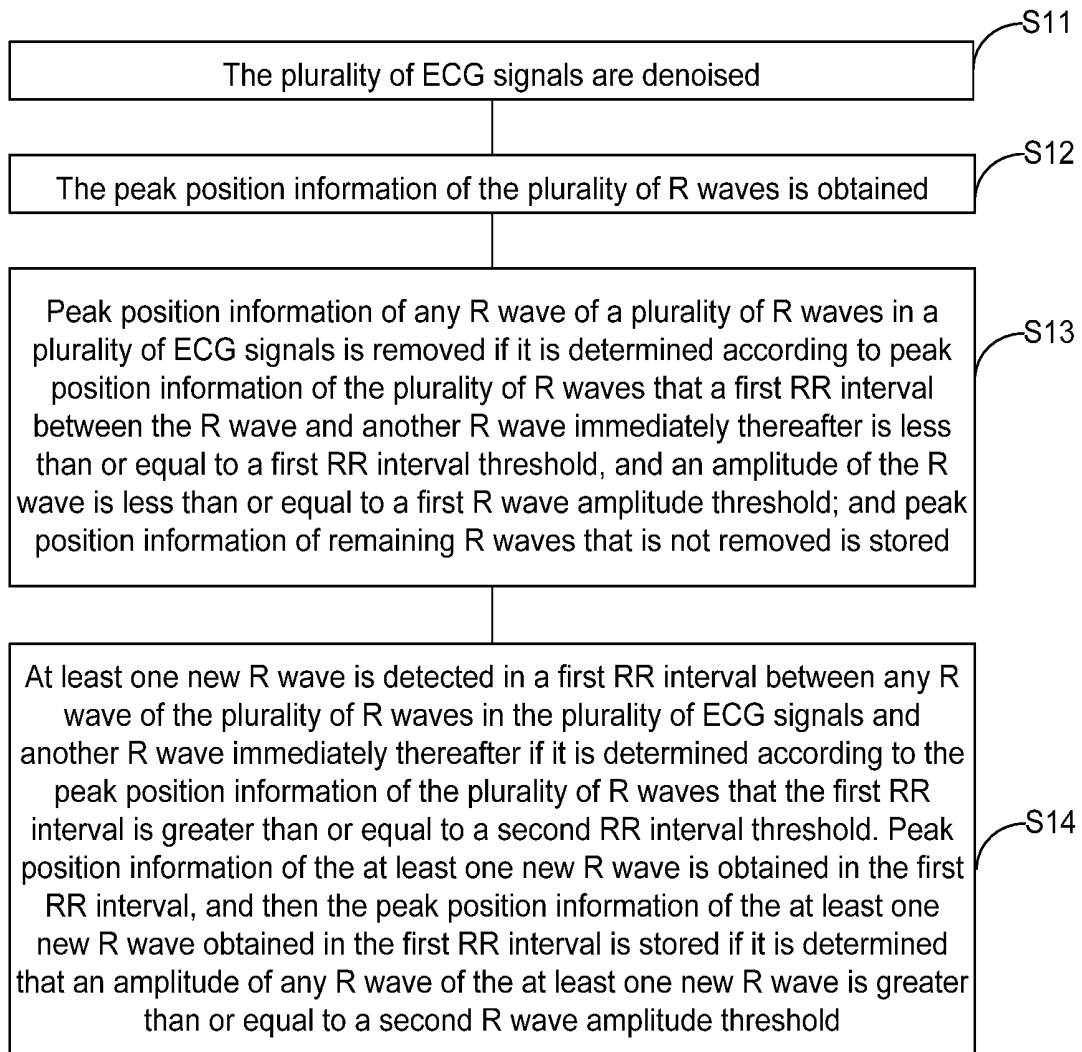 S11
The plurality of ECG signals are denoised
S12
The peak position information of the plurality of R waves is obtained
Peak position information of any R wave of a plurality of R waves in a
plurality of ECG signals is removed if it is determined according to peak
S13
position information of the plurality of R waves that a first RR interval
between the R wave and another R wave immediately thereafter is less
than or equal to a first RR interval threshold, and an amplitude of the R
wave is less than or equal to a first R wave amplitude threshold; and peak
position information of remaining R waves that is not removed is stored
At least one new R wave is detected in a first RR interval between any R
wave of the plurality of R waves in the plurality of ECG signals and
another R wave immediately thereafter if it is determined according to the
peak position information of the plurality of R waves that the first RR
interval is greater than or equal to a second RR interval threshold. Peak
S14
position information of the at least one new R wave is obtained in the first
RR interval, and then the peak position information of the at least one
new R wave obtained in the first RR interval is stored if it is determined
that an amplitude of any R wave of the at least one new R wave is greater
than or equal to a second R wave amplitude threshold